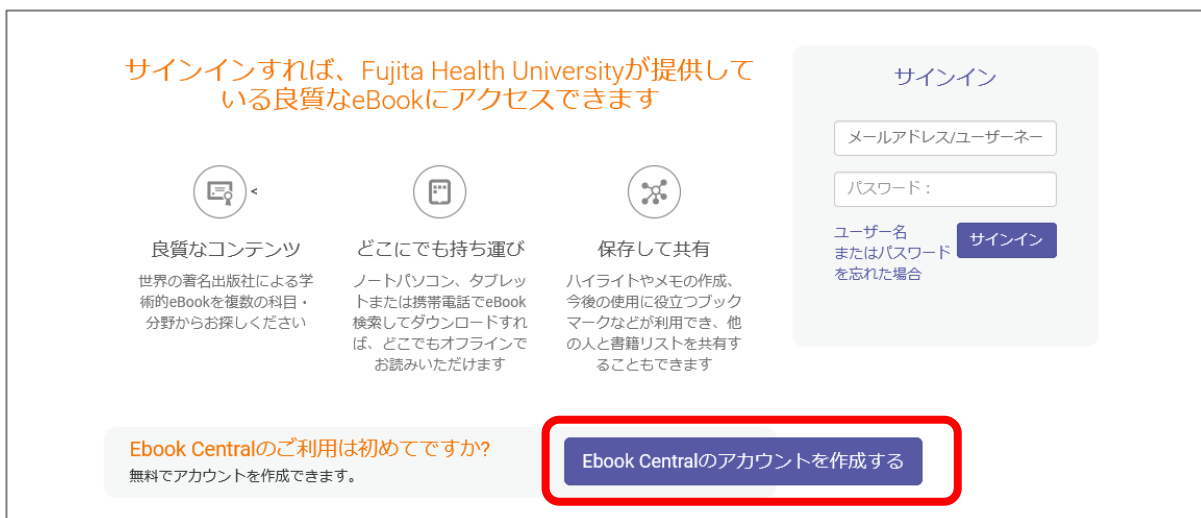 サインインすれば、Fujita Health Universityが提供して
いる良質なeBookにアクセスできます
<
良質なコンテンツ
世界の著名出版社による学
術的eBookを複数の科目・
分野からお探しください
どこにでも持ち運び
ノートパソコン、タブレッ
トまたは携帯電話でeBook
検索してダウンロードすれ
ば、どこでもオフラインで
お読みいただけます
保存して共有
ハイライトやメモの作成、
今後の使用に役立つブック
マークなどが利用でき、他
の人と書籍リストを共有す
ることもできます
サインイン
メールアドレス/ユーザーネー
パスワード：
ユーザー名
またはパスワード
を忘れた場合
サインイン
Ebook Centralのご利用は初めてですか?
無料でアカウントを作成できます。
Ebook Centralのアカウントを作成する